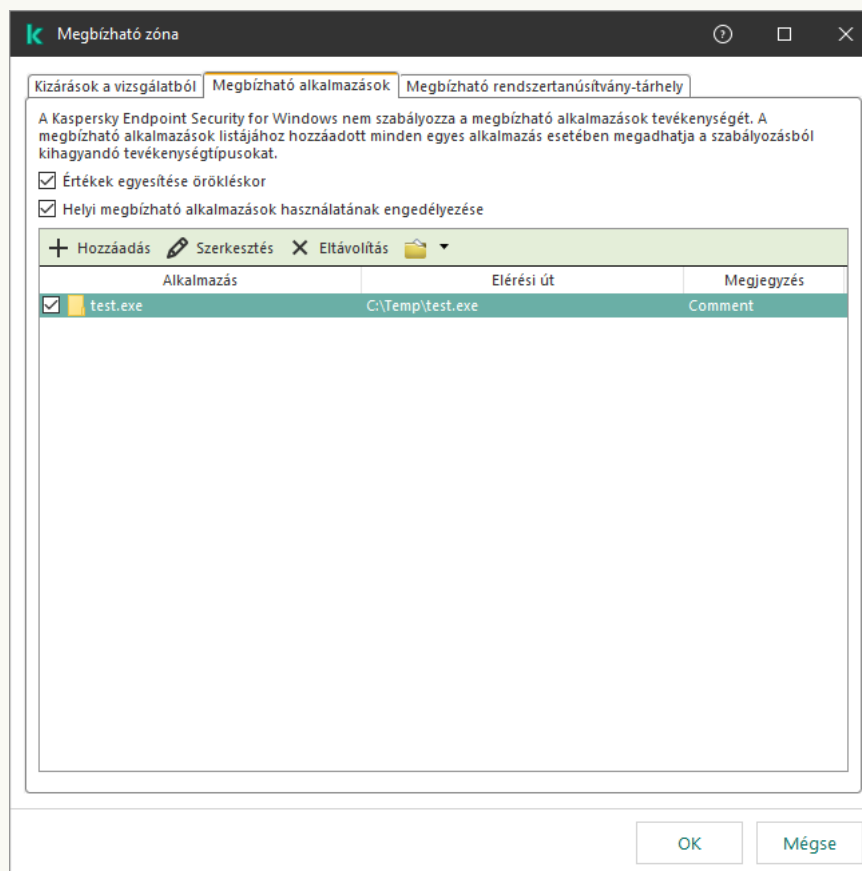 Megbízható zóna
Kizárások a vizsgálatból Megbízható alkalmazások Megbízható rendszertanúsítvány-tárhely
A Kaspersky Endpoint Security for Windows nem szabályozza a megbízható alkalmazások tevékenységét. A
megbízható alkalmazások listájához hozzáadott minden egyes alkalmazás esetében megadhatja a szabályozásból
kihagyandó tevékenységtípusokat.
Értékek egyesítése örökléskor
Helyi megbízható alkalmazások használatának engedélyezése
Hozzáadás Szerkesztés Eltávolítás
Alkalmazás Elérési út Megjegyzés
test.exe C:\Temp\test.exe Comment
OK Mégse